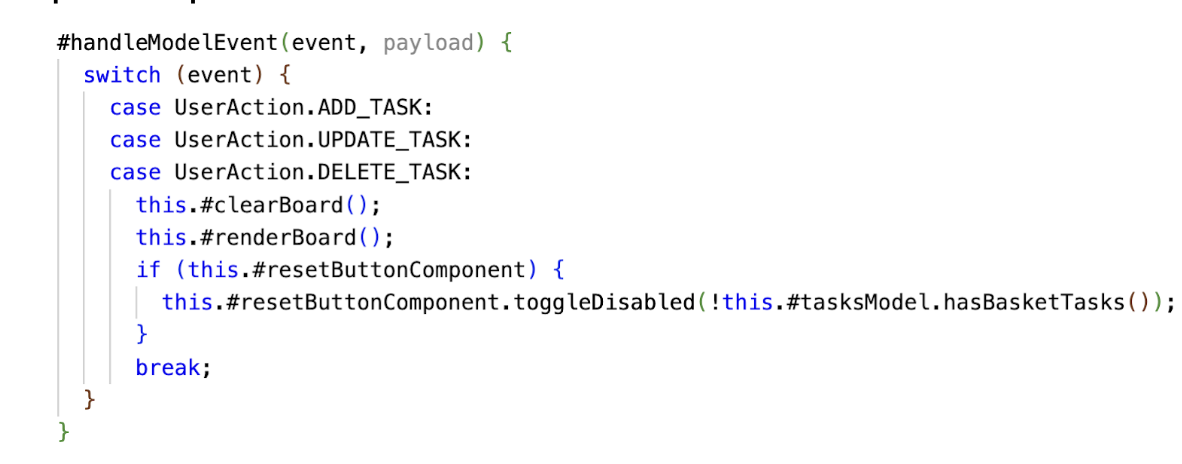 #handleModelEvent(event, payload) {
  switch (event) {
    case UserAction.ADD_TASK:
    case UserAction.UPDATE_TASK:
    case UserAction.DELETE_TASK:
      this.#clearBoard();
      this.#renderBoard();
      if (this.#resetButtonComponent) {
        this.#resetButtonComponent.toggleDisabled(!this.#tasksModel.hasBasketTasks());
      }
      break;
  }
}